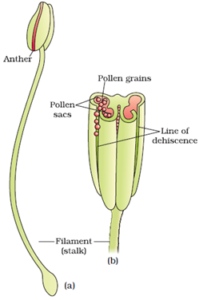 Anther
Pollen grains
Pollen
sacs
Line of
dehiscence
Filament
(stalk)
(a)
(b)